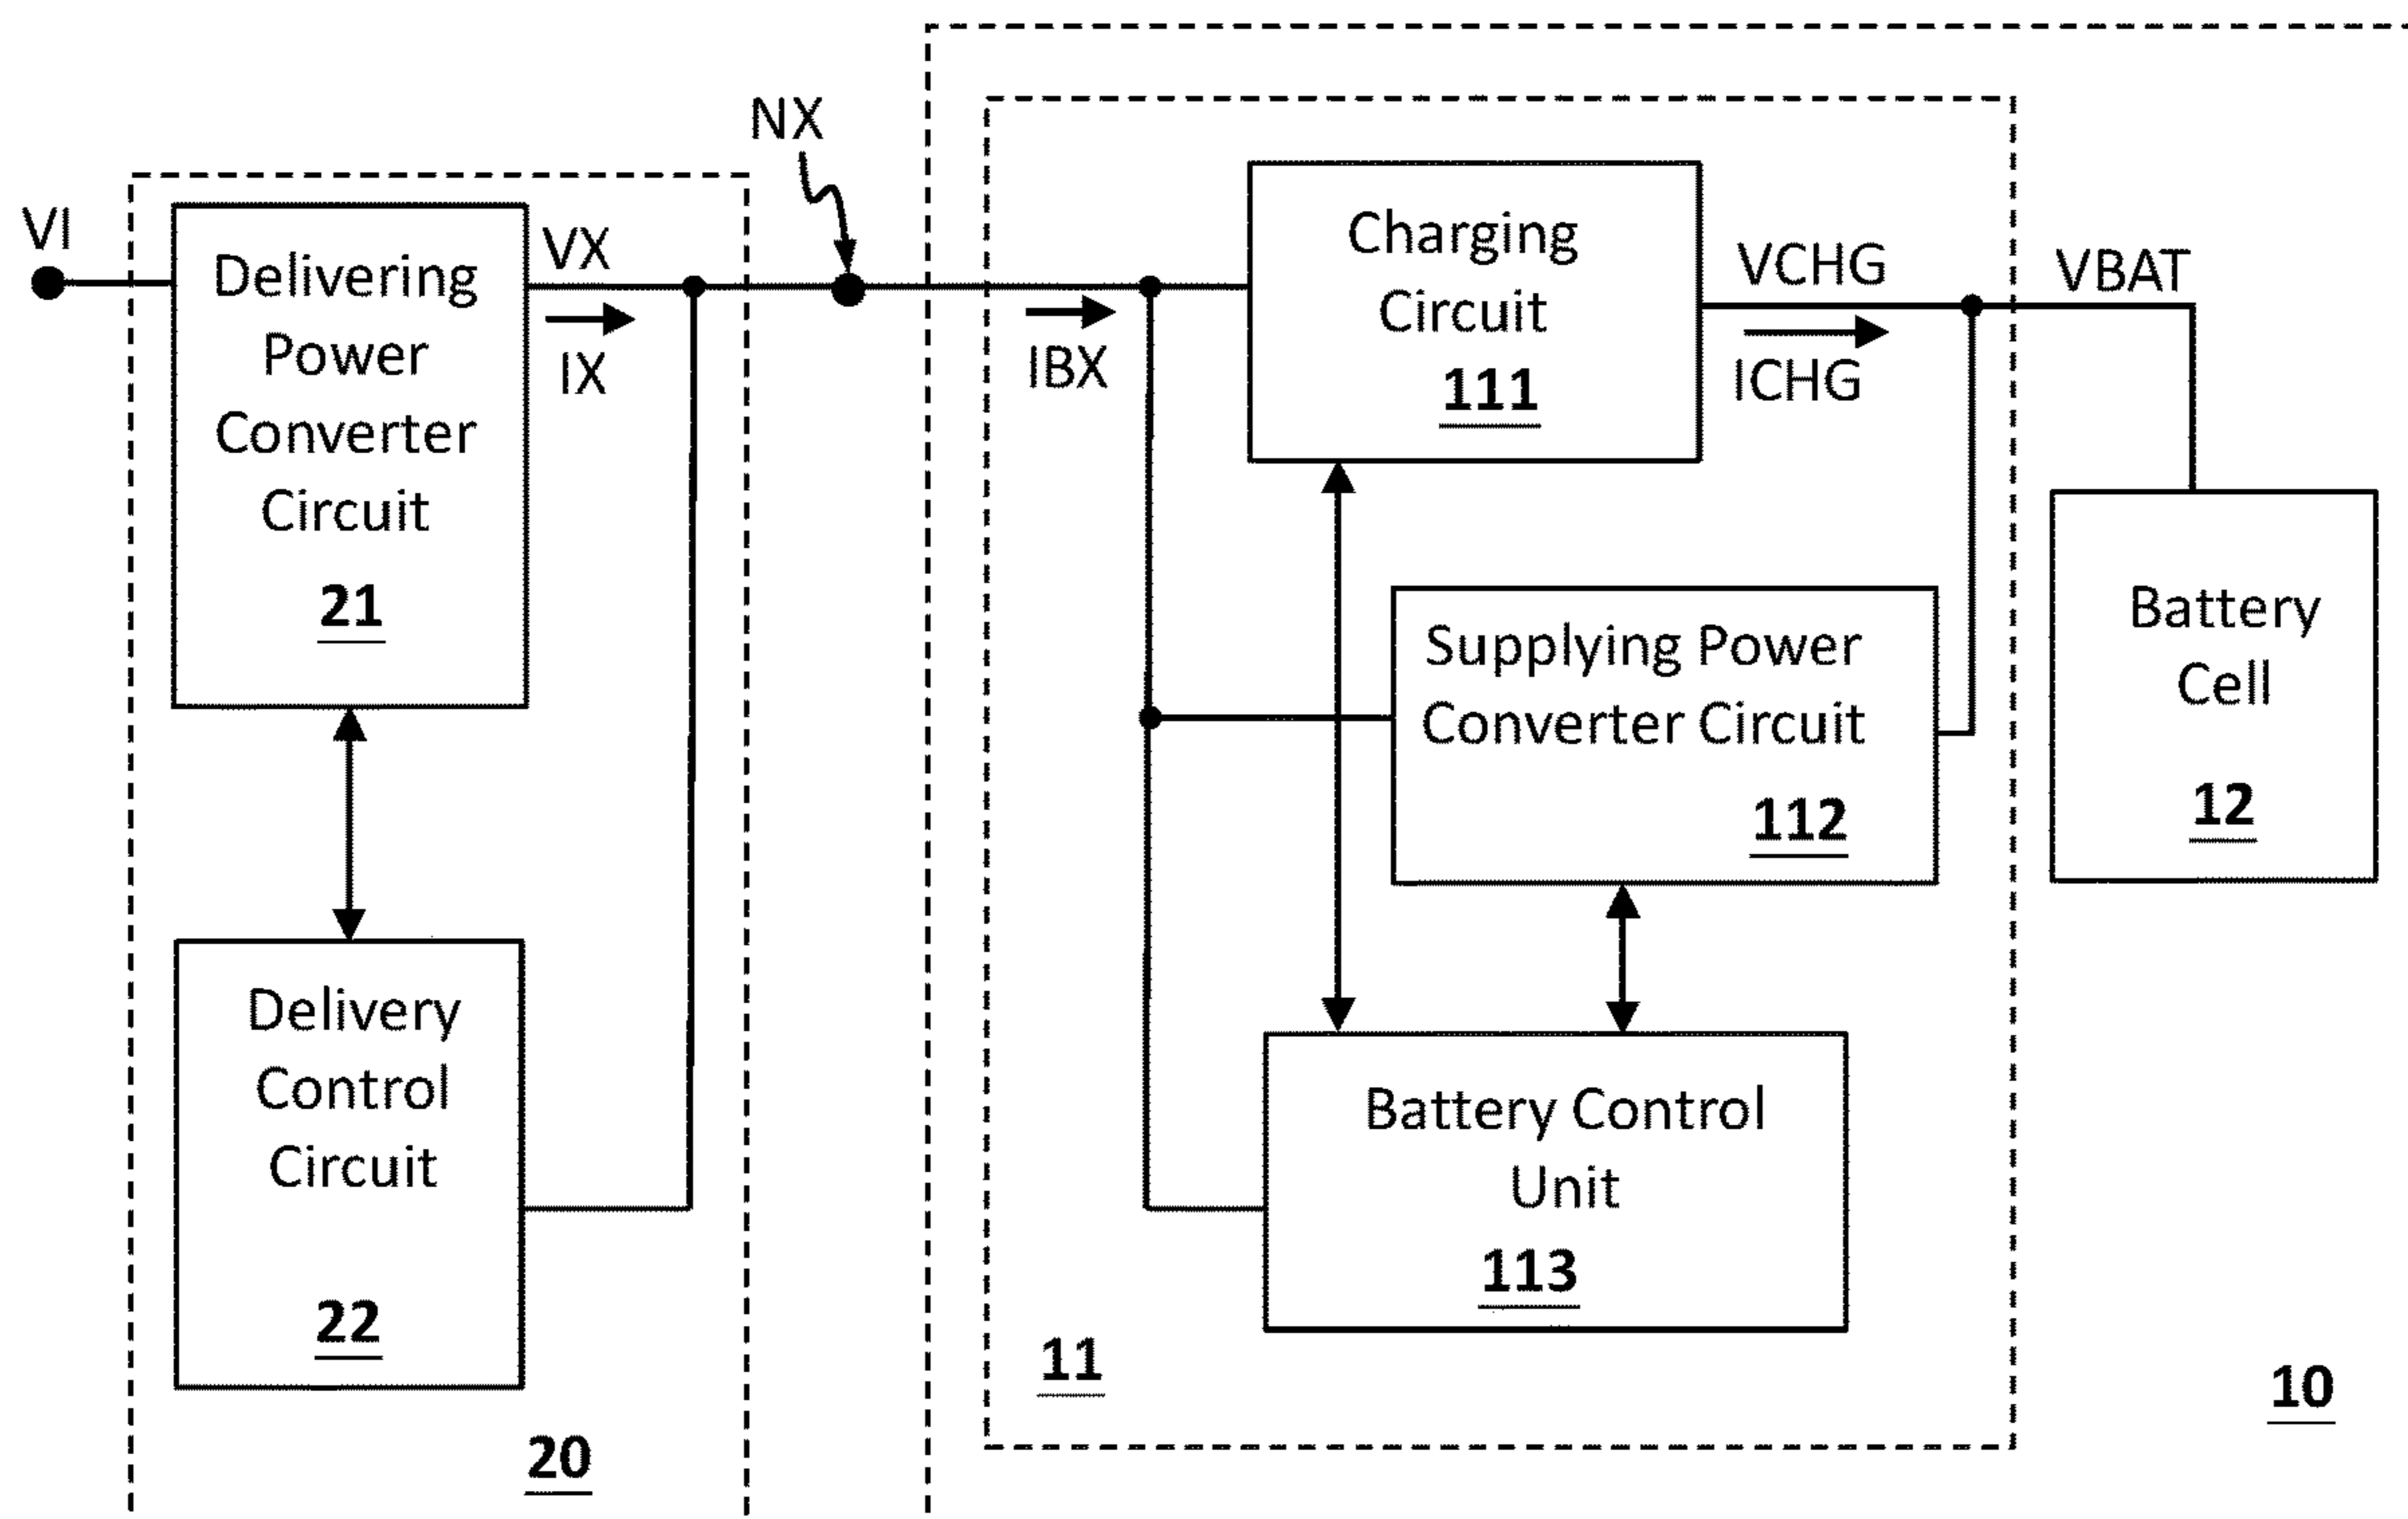 NX
VI
Delivering
Power
Converter
Circuit
21
VX
IX
Delivery
Control
Circuit
22
20
IBX
Charging
Circuit
111
VCHG
ICHG
VBAT
Supplying Power
Converter Circuit
112
Battery
Cell
12
Battery Control
Unit
113
11
10